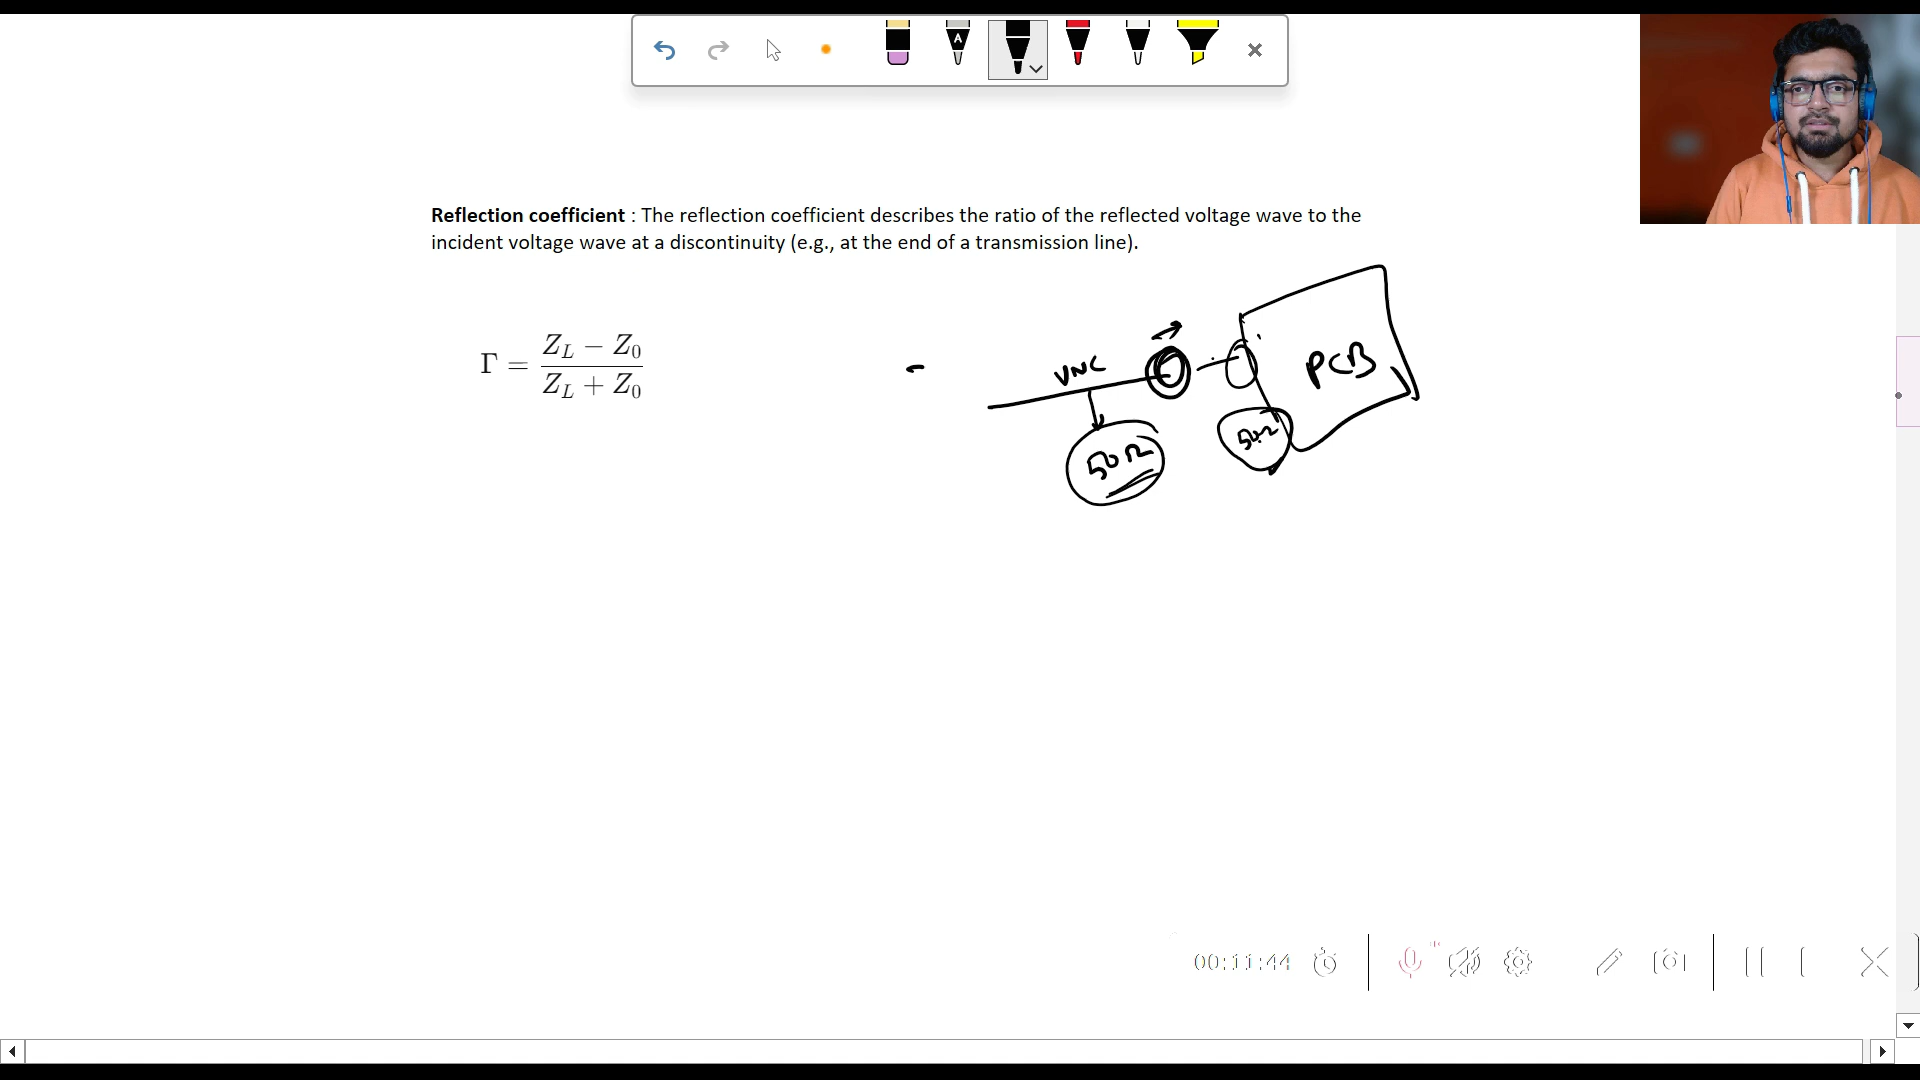 A
Reflection coefficient : The reflection coefficient describes the ratio of the reflected voltage wave to the
incident voltage wave at a discontinuity (e.g., at the end of a transmission line).
Γ = (Z_L − Z_0) / (Z_L + Z_0)
VNC
PCB
50Ω
50Ω
00:11:44